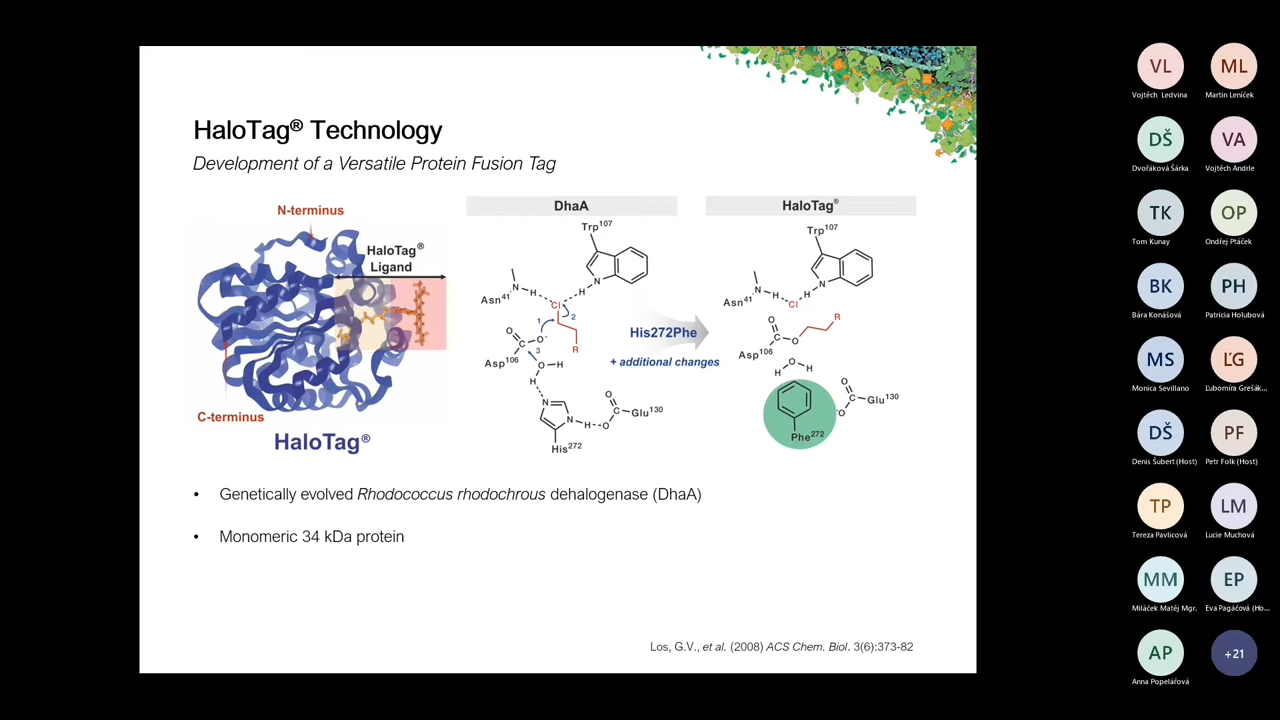 HaloTag® Technology
Development of a Versatile Protein Fusion Tag
N-terminus
HaloTag®
Ligand
C-terminus
HaloTag®
DhaA
Trp107
Asn41
N
H
H
N
Cl
1
2
O
C
O-
3
R
Asp106
O
H
H
N
N
H
O
C
O
Glu130
His272
His272Phe
+ additional changes
HaloTag®
Trp107
Asn41
N
H
H
N
Cl
R
O
C
O
Asp106
O
H
H
O
C
-O
Glu130
Phe272
• Genetically evolved Rhodococcus rhodochrous dehalogenase (DhaA)
• Monomeric 34 kDa protein
Los, G.V., et al. (2008) ACS Chem. Biol. 3(6):373-82
VL
ML
Vojtěch Ledvina
Martin Leníček
DŠ
VA
Dvořáková Šárka
Vojtěch Andrle
TK
OP
Tom Kunay
Ondřej Ptáček
BK
PH
Bára Konášová
Patricia Holubová
MS
ĽG
Monica Sevillano
Ľubomíra Grešák...
DŠ
PF
Denis Šubert (Host)
Petr Folk (Host)
TP
LM
Tereza Pavlicová
Lucie Muchová
MM
EP
Miláček Matěj Mgr.
Eva Pagáčová (Ho...
AP
+21
Anna Popelářová